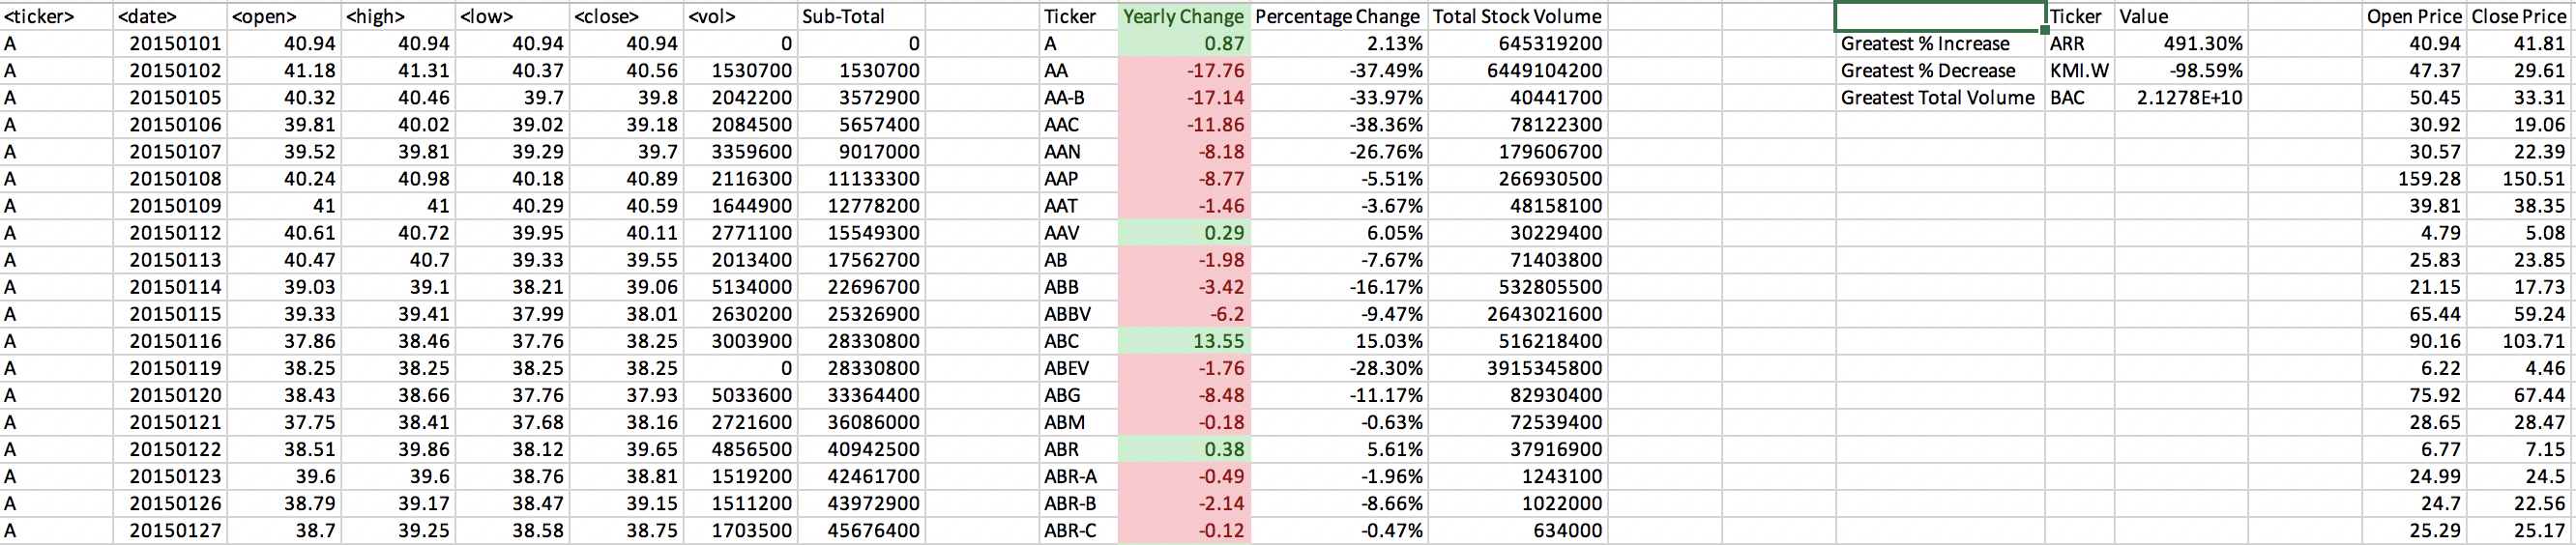 <ticker> <date> <open> <high> <low> <close> <vol> Sub-Total Ticker Yearly Change Percentage Change Total Stock Volume Ticker Value Open Price Close Price
A 20150101 40.94 40.94 40.94 40.94 0 0 A 0.87 2.13% 645319200 Greatest % Increase ARR 491.30% 40.94 41.81
A 20150102 41.18 41.31 40.37 40.56 1530700 1530700 AA -17.76 -37.49% 6449104200 Greatest % Decrease KMI.W -98.59% 47.37 29.61
A 20150105 40.32 40.46 39.7 39.8 2042200 3572900 AA-B -17.14 -33.97% 40441700 Greatest Total Volume BAC 2.1278E+10 50.45 33.31
A 20150106 39.81 40.02 39.02 39.18 2084500 5657400 AAC -11.86 -38.36% 78122300 30.92 19.06
A 20150107 39.52 39.81 39.29 39.7 3359600 9017000 AAN -8.18 -26.76% 179606700 30.57 22.39
A 20150108 40.24 40.98 40.18 40.89 2116300 11133300 AAP -8.77 -5.51% 266930500 159.28 150.51
A 20150109 41 41 40.29 40.59 1644900 12778200 AAT -1.46 -3.67% 48158100 39.81 38.35
A 20150112 40.61 40.72 39.95 40.11 2771100 15549300 AAV 0.29 6.05% 30229400 4.79 5.08
A 20150113 40.47 40.7 39.33 39.55 2013400 17562700 AB -1.98 -7.67% 71403800 25.83 23.85
A 20150114 39.03 39.1 38.21 39.06 5134000 22696700 ABB -3.42 -16.17% 532805500 21.15 17.73
A 20150115 39.33 39.41 37.99 38.01 2630200 25326900 ABBV -6.2 -9.47% 2643021600 65.44 59.24
A 20150116 37.86 38.46 37.76 38.25 3003900 28330800 ABC 13.55 15.03% 516218400 90.16 103.71
A 20150119 38.25 38.25 38.25 38.25 0 28330800 ABEV -1.76 -28.30% 3915345800 6.22 4.46
A 20150120 38.43 38.66 37.76 37.93 5033600 33364400 ABG -8.48 -11.17% 82930400 75.92 67.44
A 20150121 37.75 38.41 37.68 38.16 2721600 36086000 ABM -0.18 -0.63% 72539400 28.65 28.47
A 20150122 38.51 39.86 38.12 39.65 4856500 40942500 ABR 0.38 5.61% 37916900 6.77 7.15
A 20150123 39.6 39.6 38.76 38.81 1519200 42461700 ABR-A -0.49 -1.96% 1243100 24.99 24.5
A 20150126 38.79 39.17 38.47 39.15 1511200 43972900 ABR-B -2.14 -8.66% 1022000 24.7 22.56
A 20150127 38.7 39.25 38.58 38.75 1703500 45676400 ABR-C -0.12 -0.47% 634000 25.29 25.17